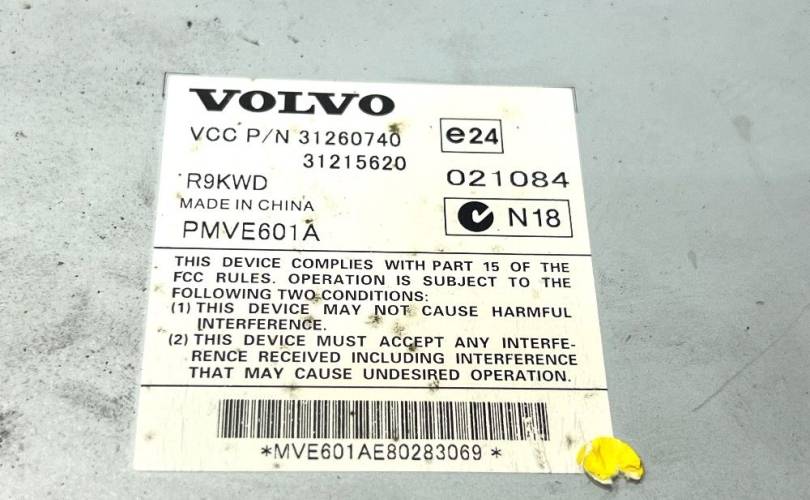 VOLVO
VCC P/N 31260740 e24
31215620
R9KWD 021084
MADE IN CHINA
PMVE601A N18
THIS DEVICE COMPLIES WITH PART 15 OF THE
FCC RULES. OPERATION IS SUBJECT TO THE
FOLLOWING TWO CONDITIONS:
(1) THIS DEVICE MAY NOT CAUSE HARMFUL
INTERFERENCE.
(2) THIS DEVICE MUST ACCEPT ANY INTERFE-
RENCE RECEIVED INCLUDING INTERFERENCE
THAT MAY CAUSE UNDESIRED OPERATION.
*MVE601AE80283069*